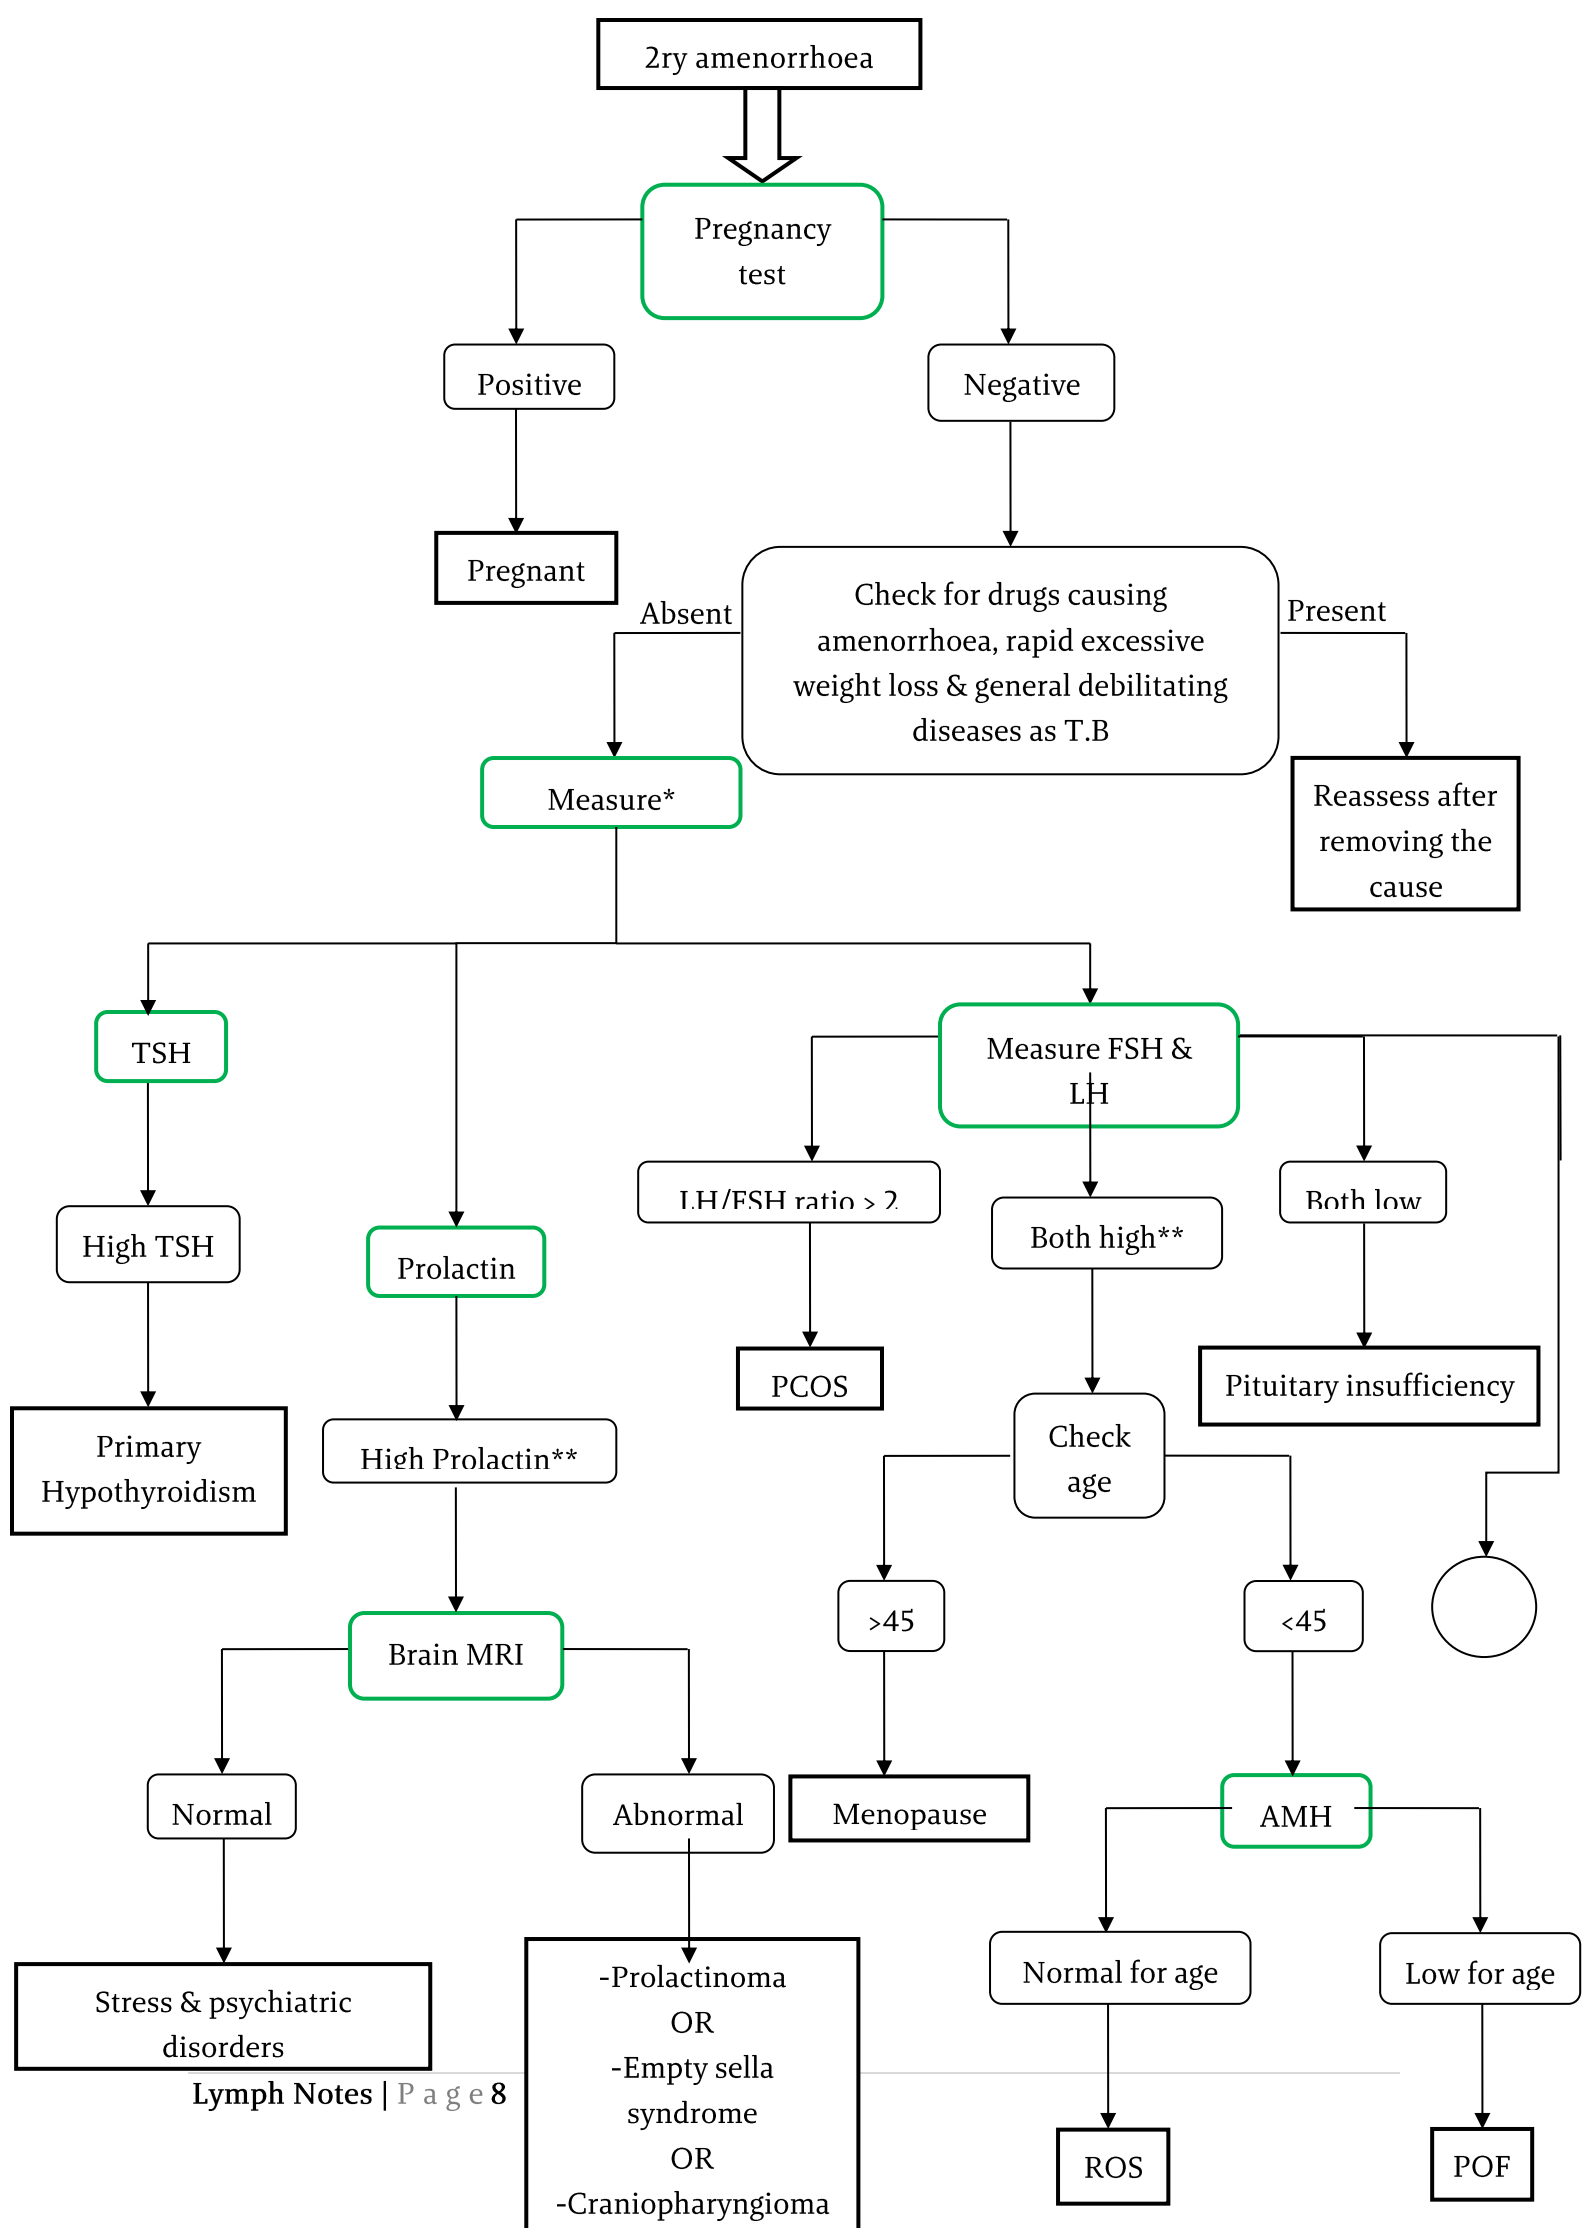 2ry amenorrhoea
Pregnancy
test
Positive
Negative
Pregnant
Check for drugs causing
amenorrhoea, rapid excessive
weight loss & general debilitating
diseases as T.B
Absent
Present
Measure*
Reassess after
removing the
cause
TSH
Measure FSH &
LH
LH/FSH ratio > 2
Both high**
Both low
High TSH
Prolactin
PCOS
Pituitary insufficiency
Primary
Hypothyroidism
High Prolactin**
Check
age
>45
<45
Brain MRI
Normal
Abnormal
Menopause
AMH
Stress & psychiatric
disorders
-Prolactinoma
OR
-Empty sella
syndrome
OR
-Craniopharyngioma
Normal for age
Low for age
ROS
POF
Lymph Notes | Page 8